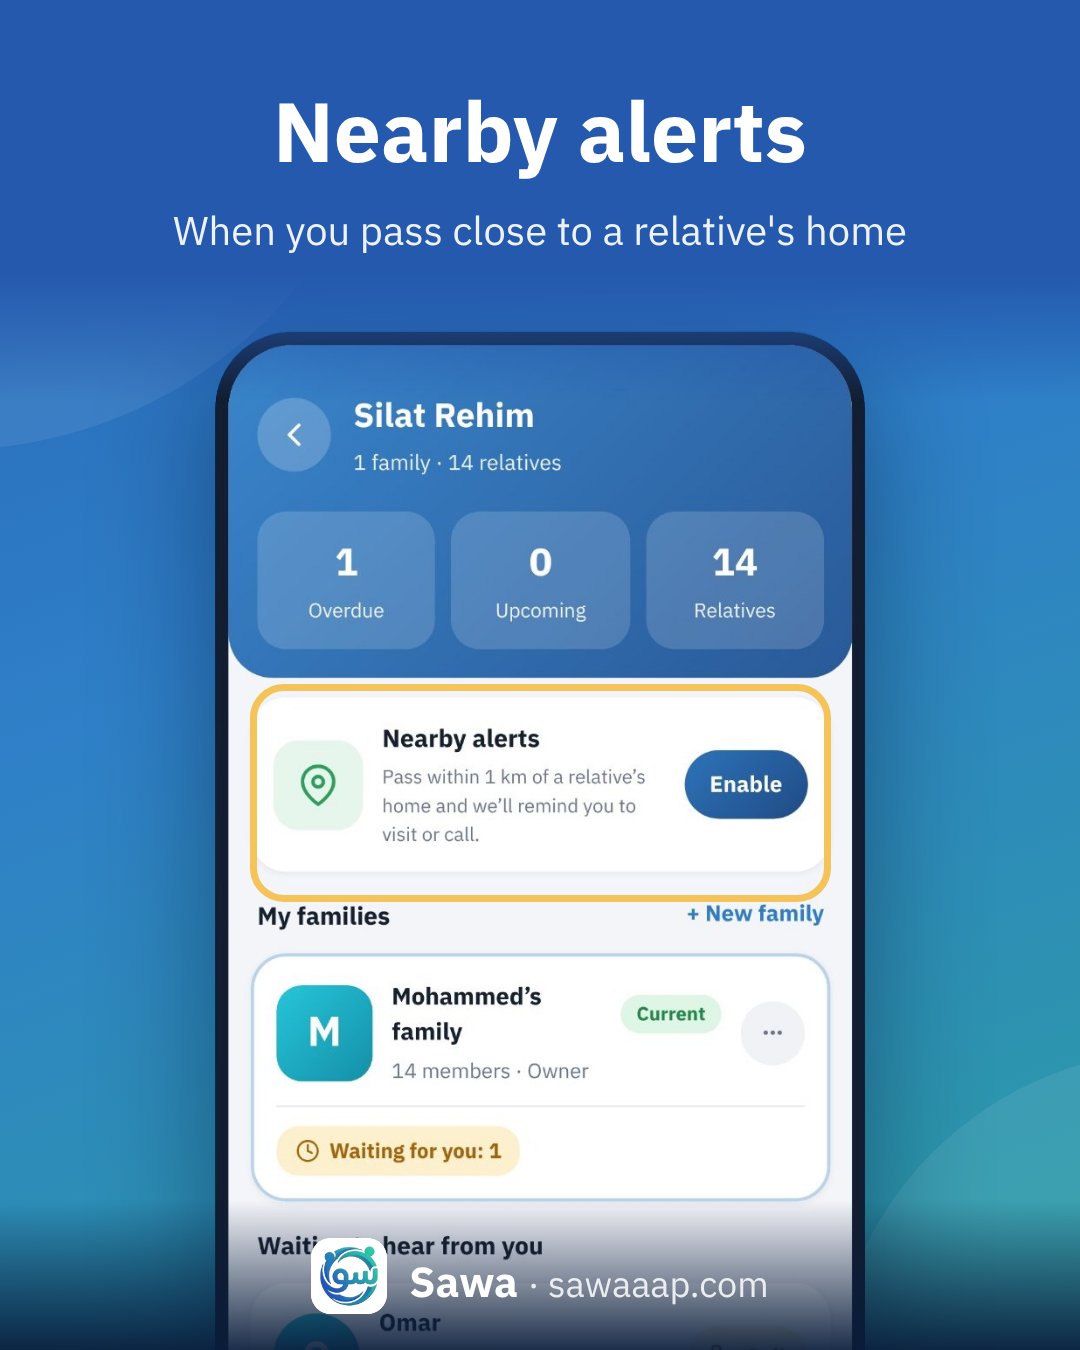 Nearby alerts
When you pass close to a relative's home
Silat Rehim
1 family · 14 relatives
1
Overdue
0
Upcoming
14
Relatives
Nearby alerts
Pass within 1 km of a relative’s
home and we’ll remind you to
visit or call.
Enable
My families
+ New family
M
Mohammed’s
family
Current
14 members · Owner
Waiting for you: 1
hear from you
سوا
Sawa · sawaaap.com
Omar